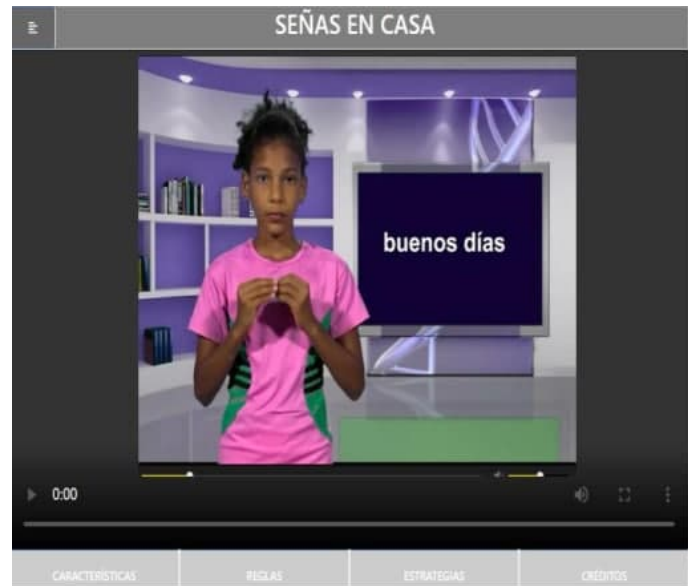 SEÑAS EN CASA
buenos días
0:00
CARACTERÍSTICAS
REGLAS
ESTRATEGIAS
CRÉDITOS